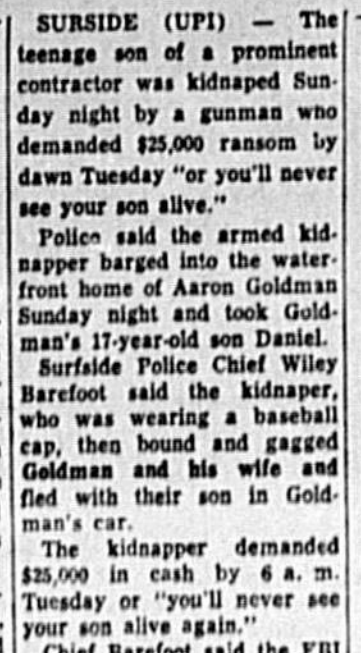 SURSIDE (UPI) — The
teenage son of a prominent
contractor was kidnaped Sun-
day night by a gunman who
demanded $25,000 ransom by
dawn Tuesday "or you'll never
see your son alive."
Police said the armed kid-
napper barged into the water-
front home of Aaron Goldman
Sunday night and took Gold-
man's 17-year-old son Daniel.
Surfside Police Chief Wiley
Barefoot said the kidnaper,
who was wearing a baseball
cap, then bound and gagged
Goldman and his wife and
fled with their son in Gold-
man's car.
The kidnapper demanded
$25,000 in cash by 6 a. m.
Tuesday or "you'll never see
your son alive again."
Chief Barefoot said the FBI